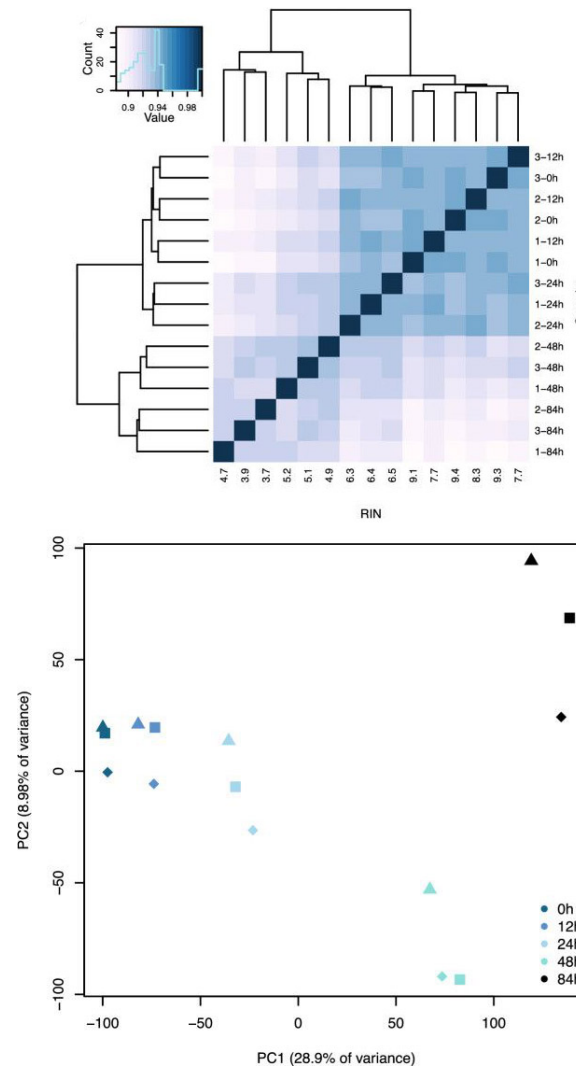 40
20
0
Count
0.9 0.94 0.98
Value
3−12h
3−0h
2−12h
2−0h
1−12h
1−0h
3−24h
1−24h
2−24h
2−48h
3−48h
1−48h
2−84h
3−84h
1−84h
4.7 3.9 3.7 5.2 5.1 4.9 6.3 6.4 6.5 9.1 7.7 9.4 8.3 9.3 7.7
RIN
100
50
0
−50
−100
PC2 (8.98% of variance)
0h
12h
24h
48h
84h
−100 −50 0 50 100
PC1 (28.9% of variance)